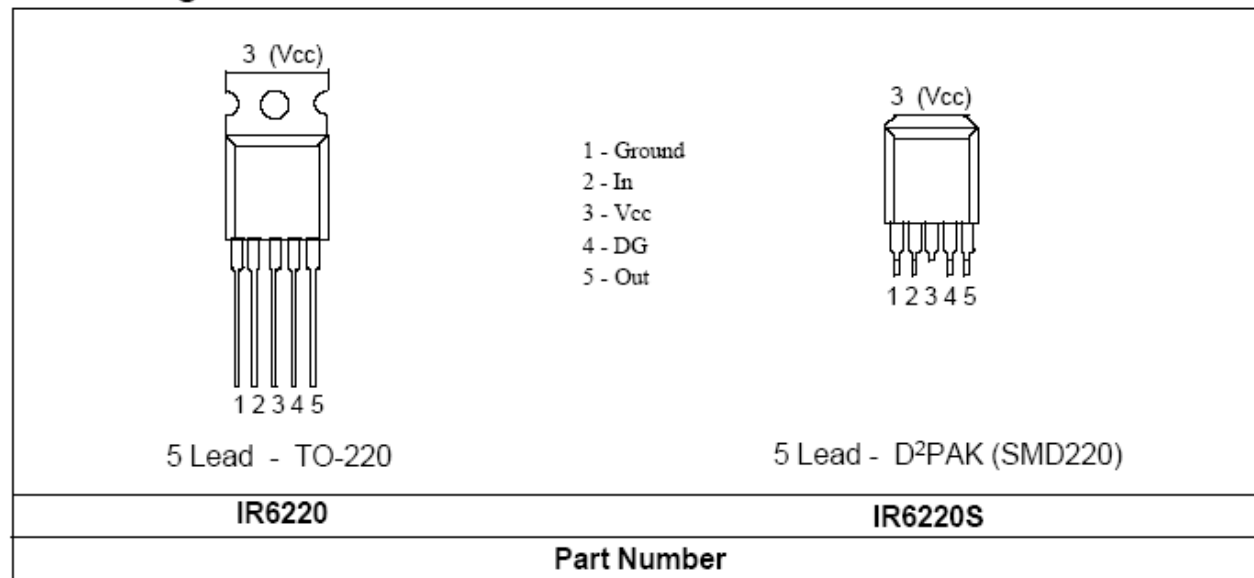 3 (Vcc)
1 2 3 4 5
5 Lead - TO-220
1 - Ground
2 - In
3 - Vcc
4 - DG
5 - Out
3 (Vcc)
1 2 3 4 5
5 Lead - D²PAK (SMD220)
IR6220
IR6220S
Part Number